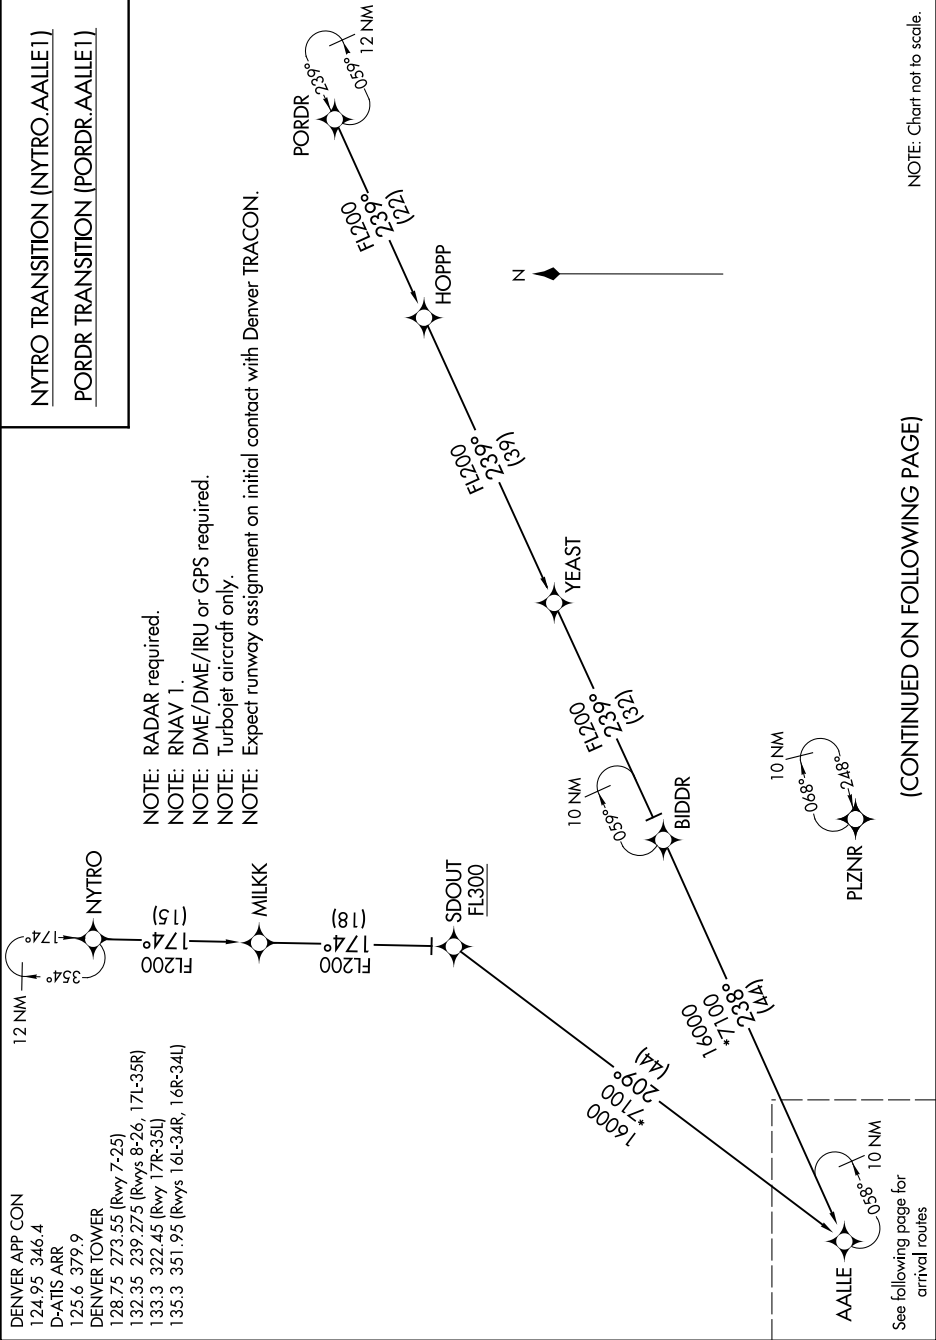 NYTRO TRANSITION (NYTRO.AALLE1)
PORDR TRANSITION (PORDR.AALLE1)
DENVER APP CON
124.95 346.4
D-ATIS ARR
125.6 379.9
DENVER TOWER
128.75 273.55 (Rwy 7-25)
132.35 239.275 (Rwys 8-26, 17L-35R)
133.3 322.45 (Rwy 17R-35L)
135.3 351.95 (Rwys 16L-34R, 16R-34L)
NOTE: RADAR required.
NOTE: RNAV 1.
NOTE: DME/DME/IRU or GPS required.
NOTE: Turbojet aircraft only.
NOTE: Expect runway assignment on initial contact with Denver TRACON.
12 NM
354°
174°
NYTRO
FL200
174°
(15)
MILKK
FL200
174°
(18)
SDOUT
FL300
16000
*7100
209°
(44)
PORDR
239°
059°
12 NM
FL200
239°
(22)
HOPPP
FL200
239°
(39)
YEAST
FL200
239°
(32)
10 NM
059°
BIDDR
16000
*7100
238°
(44)
10 NM
068°
248°
PLZNR
N
AALLE
058°
10 NM
See following page for
arrival routes
(CONTINUED ON FOLLOWING PAGE)
NOTE: Chart not to scale.